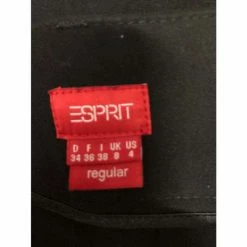 ESPRIT
D F I UK US
34 36 38 8 4
regular